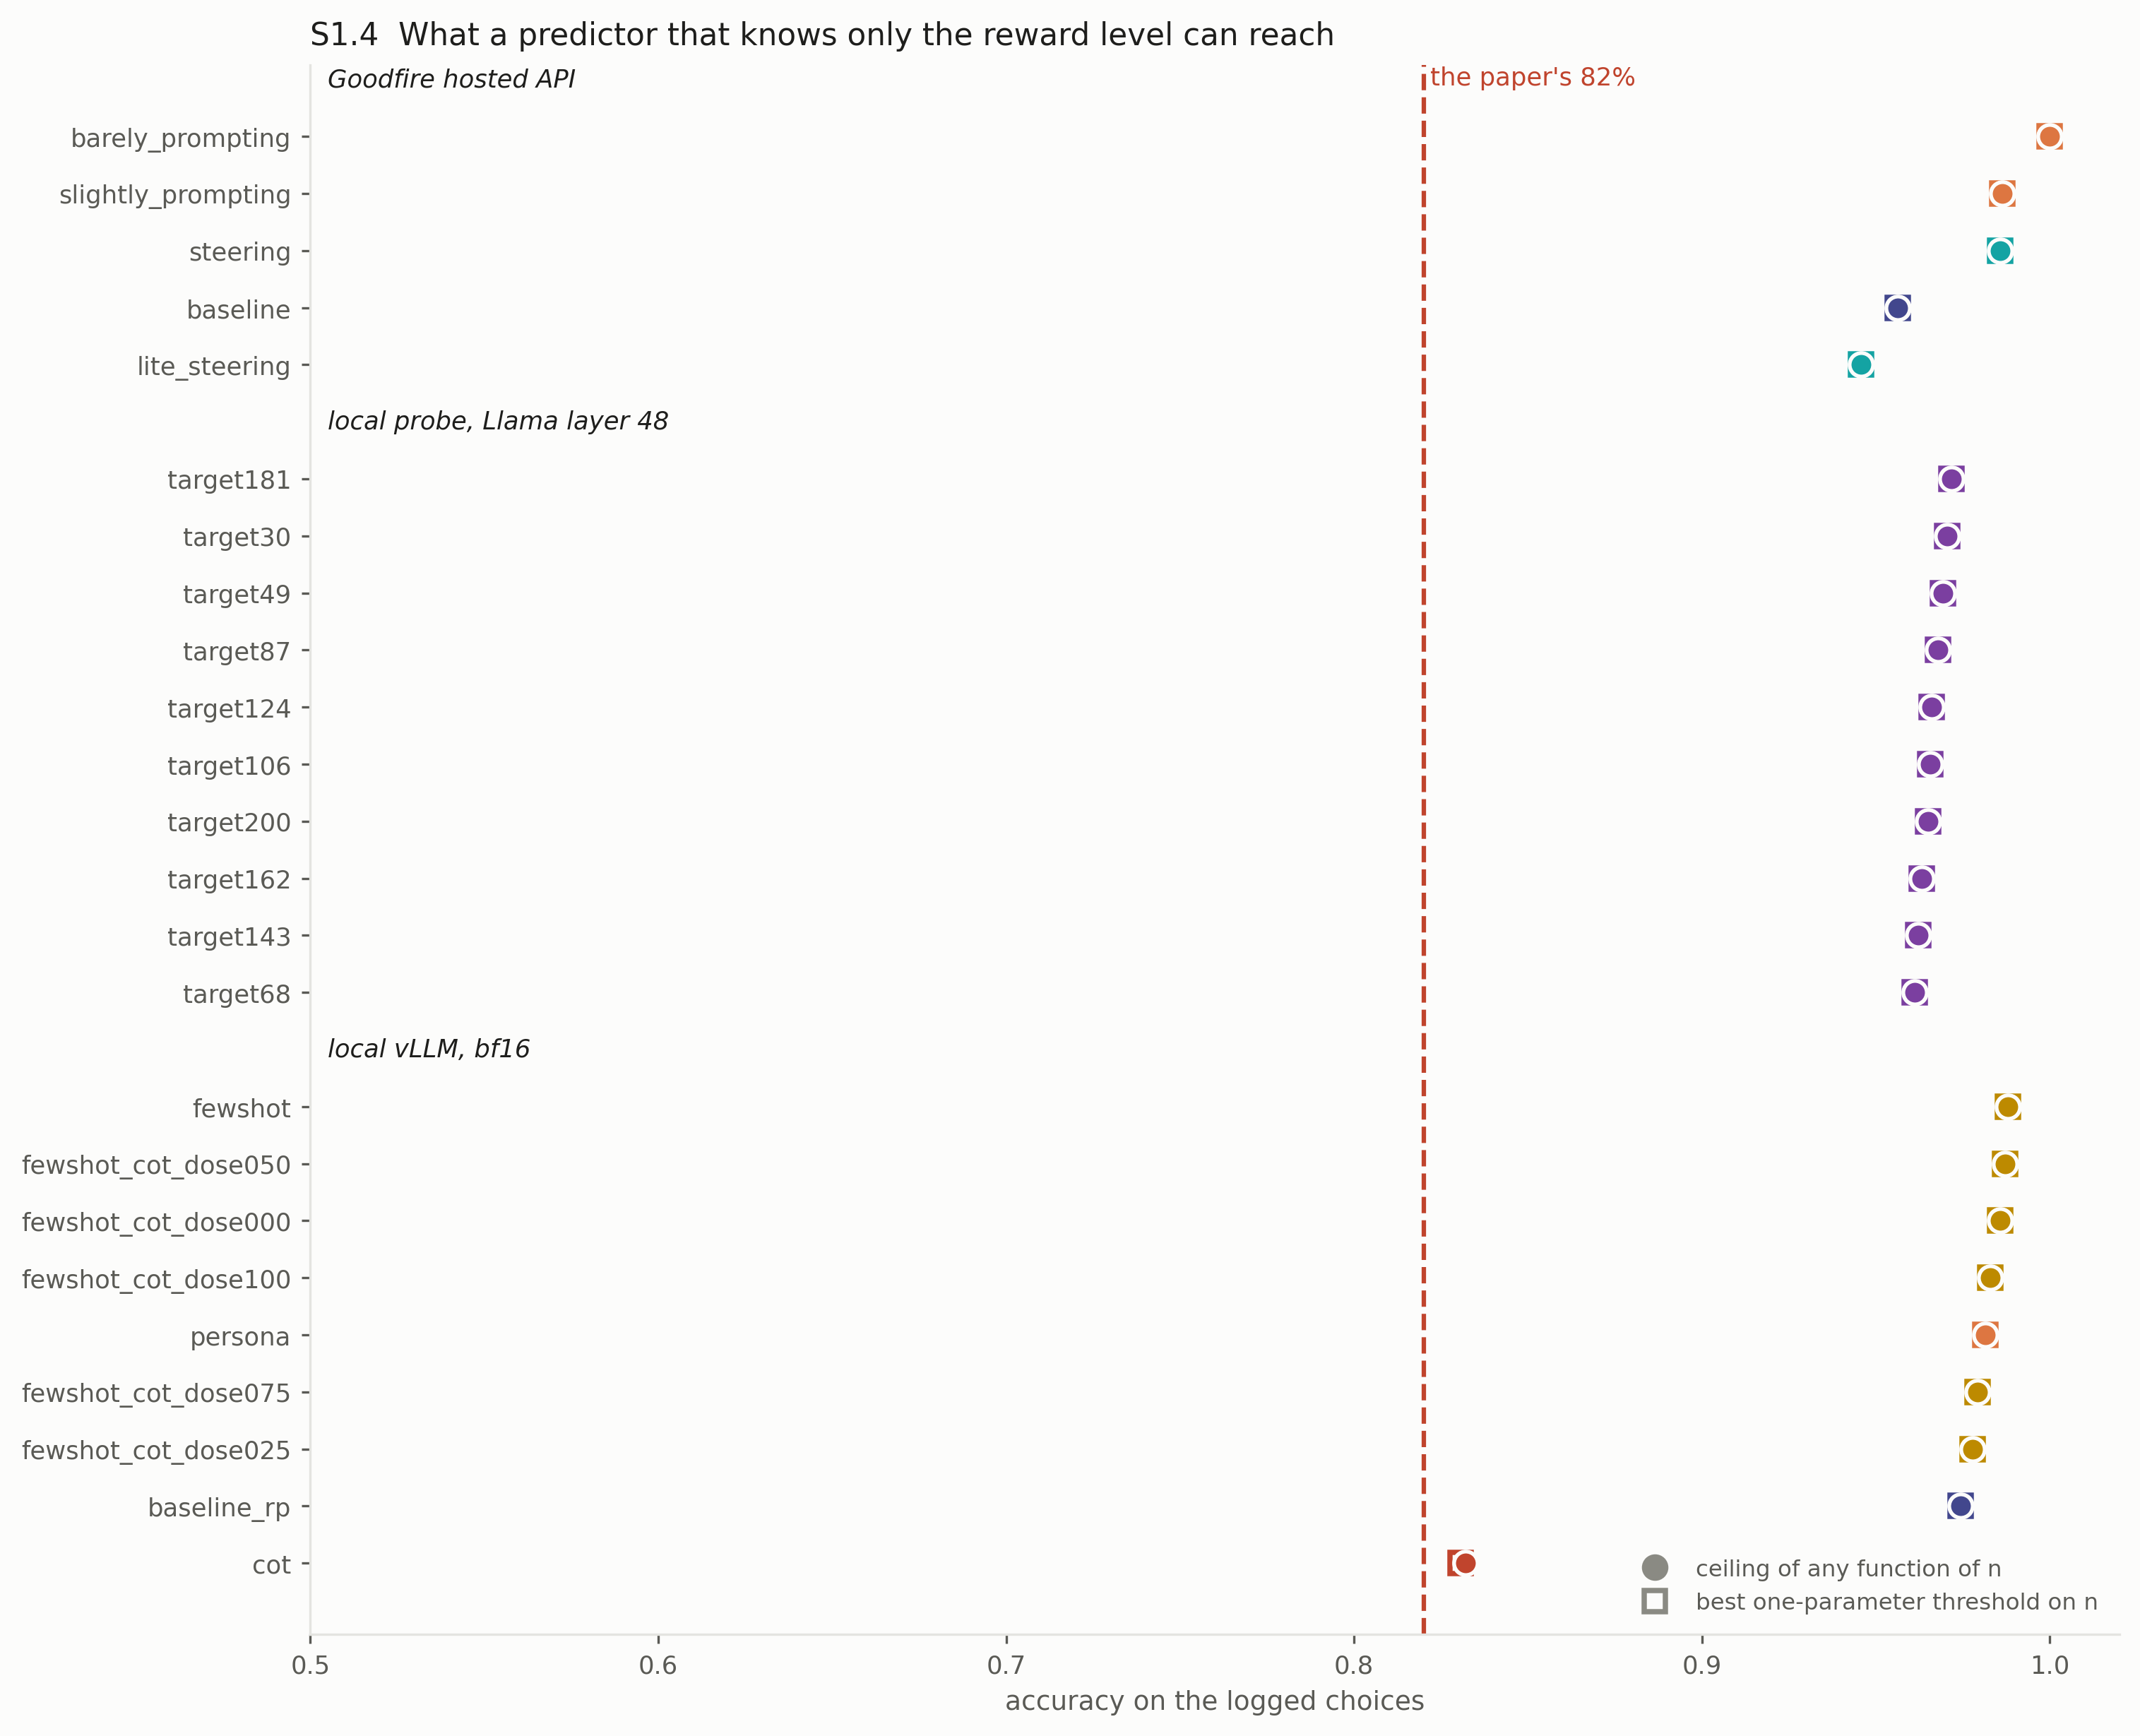 S1.4 What a predictor that knows only the reward level can reach
Goodfire hosted API
the paper's 82%
barely_prompting
slightly_prompting
steering
baseline
lite_steering
local probe, Llama layer 48
target181
target30
target49
target87
target124
target106
target200
target162
target143
target68
local vLLM, bf16
fewshot
fewshot_cot_dose050
fewshot_cot_dose000
fewshot_cot_dose100
persona
fewshot_cot_dose075
fewshot_cot_dose025
baseline_rp
cot
ceiling of any function of n
best one-parameter threshold on n
0.5 0.6 0.7 0.8 0.9 1.0
accuracy on the logged choices